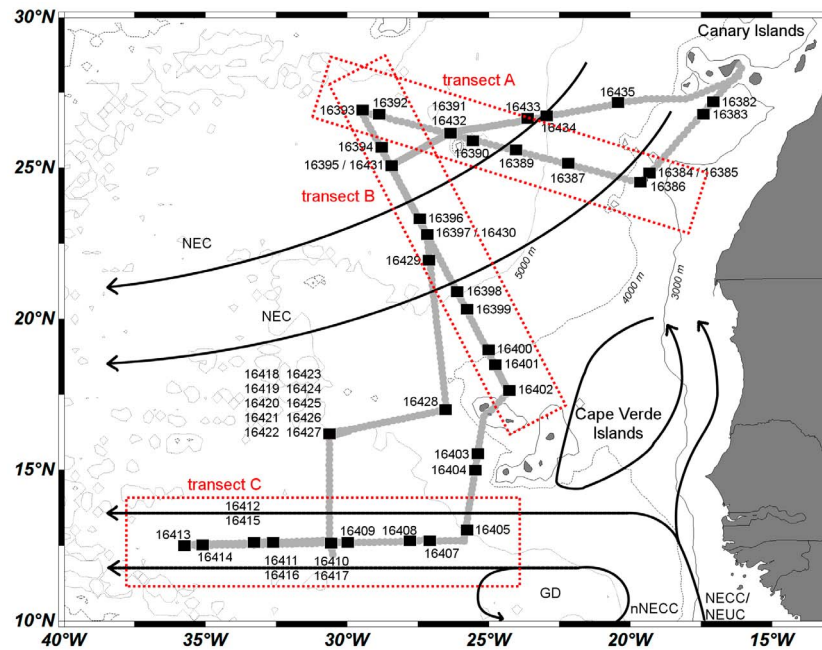 30°N
Canary Islands
transect A
16435
16391
16433
16392
16382
16393
16432
16383
16434
16394
16390
25°N
16389
16384 / 16385
16395 / 16431
16387
16386
transect B
16396
NEC
16397 / 16430
16429
5000 m
4000 m
3000 m
16398
20°N
NEC
16399
16400
16418 16423
16401
16419 16424
16420 16425
16402
16421 16426
16428
Cape Verde
16422 16427
Islands
16403
15°N
16404
transect C
16412
16415
16405
16413
16409
16408
16414
16411
16410
16407
16416
16417
GD
nNECC
NECC/
NEUC
10°N
40°W
35°W
30°W
25°W
20°W
15°W